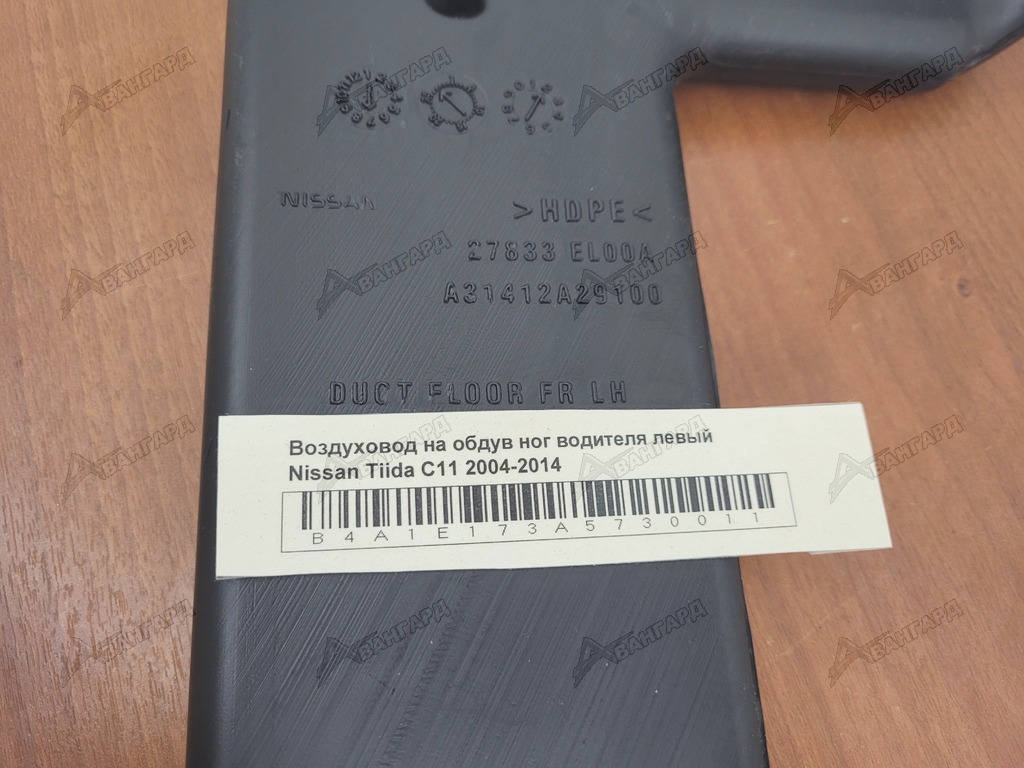 NISSAN
>HDPE<
27833 EL00A
A31412A29100
DUCT FLOOR FR LH
Воздуховод на обдув ног водителя левый
Nissan Tiida C11 2004-2014
B4A1E173A5730011
АВАНГАРД